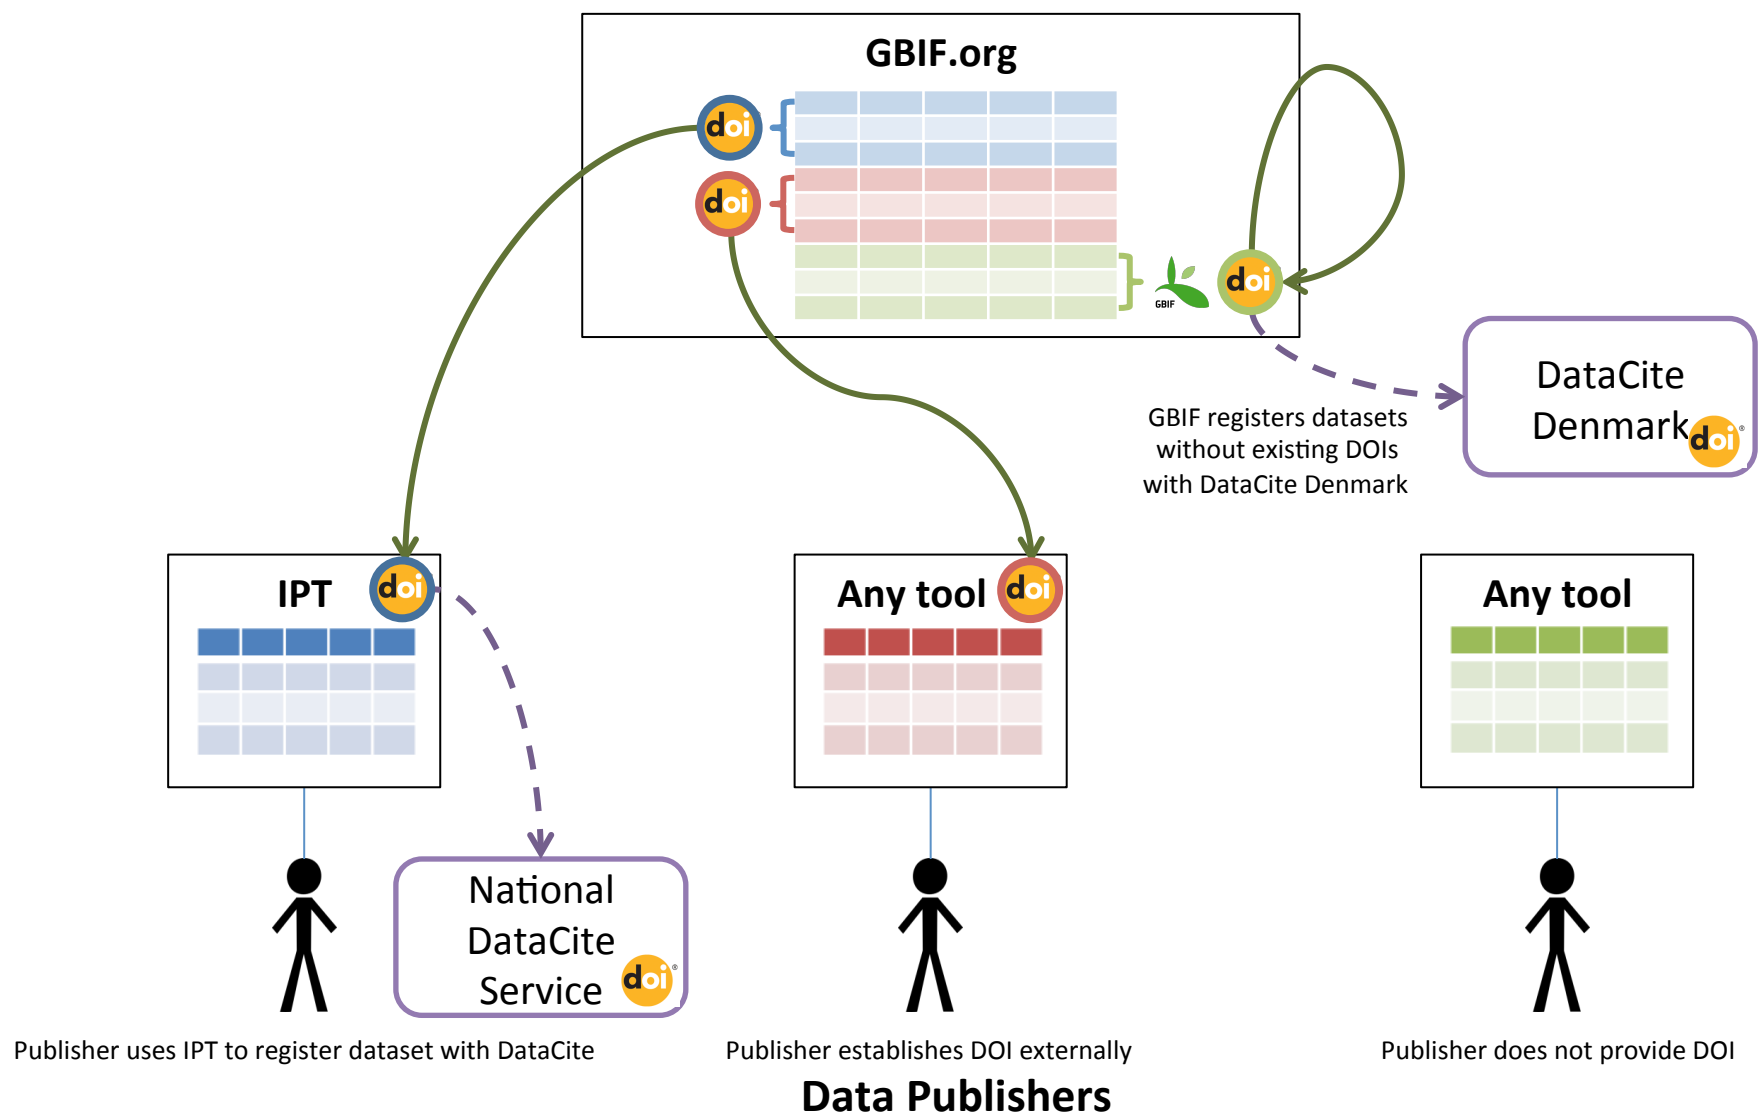 GBIF.org
doi
doi
GBIF
doi
DataCite
Denmark
doi®
GBIF registers datasets
without existing DOIs
with DataCite Denmark
IPT
doi
Any tool
doi
Any tool
National
DataCite
Service
doi®
Publisher uses IPT to register dataset with DataCite
Publisher establishes DOI externally
Publisher does not provide DOI
Data Publishers